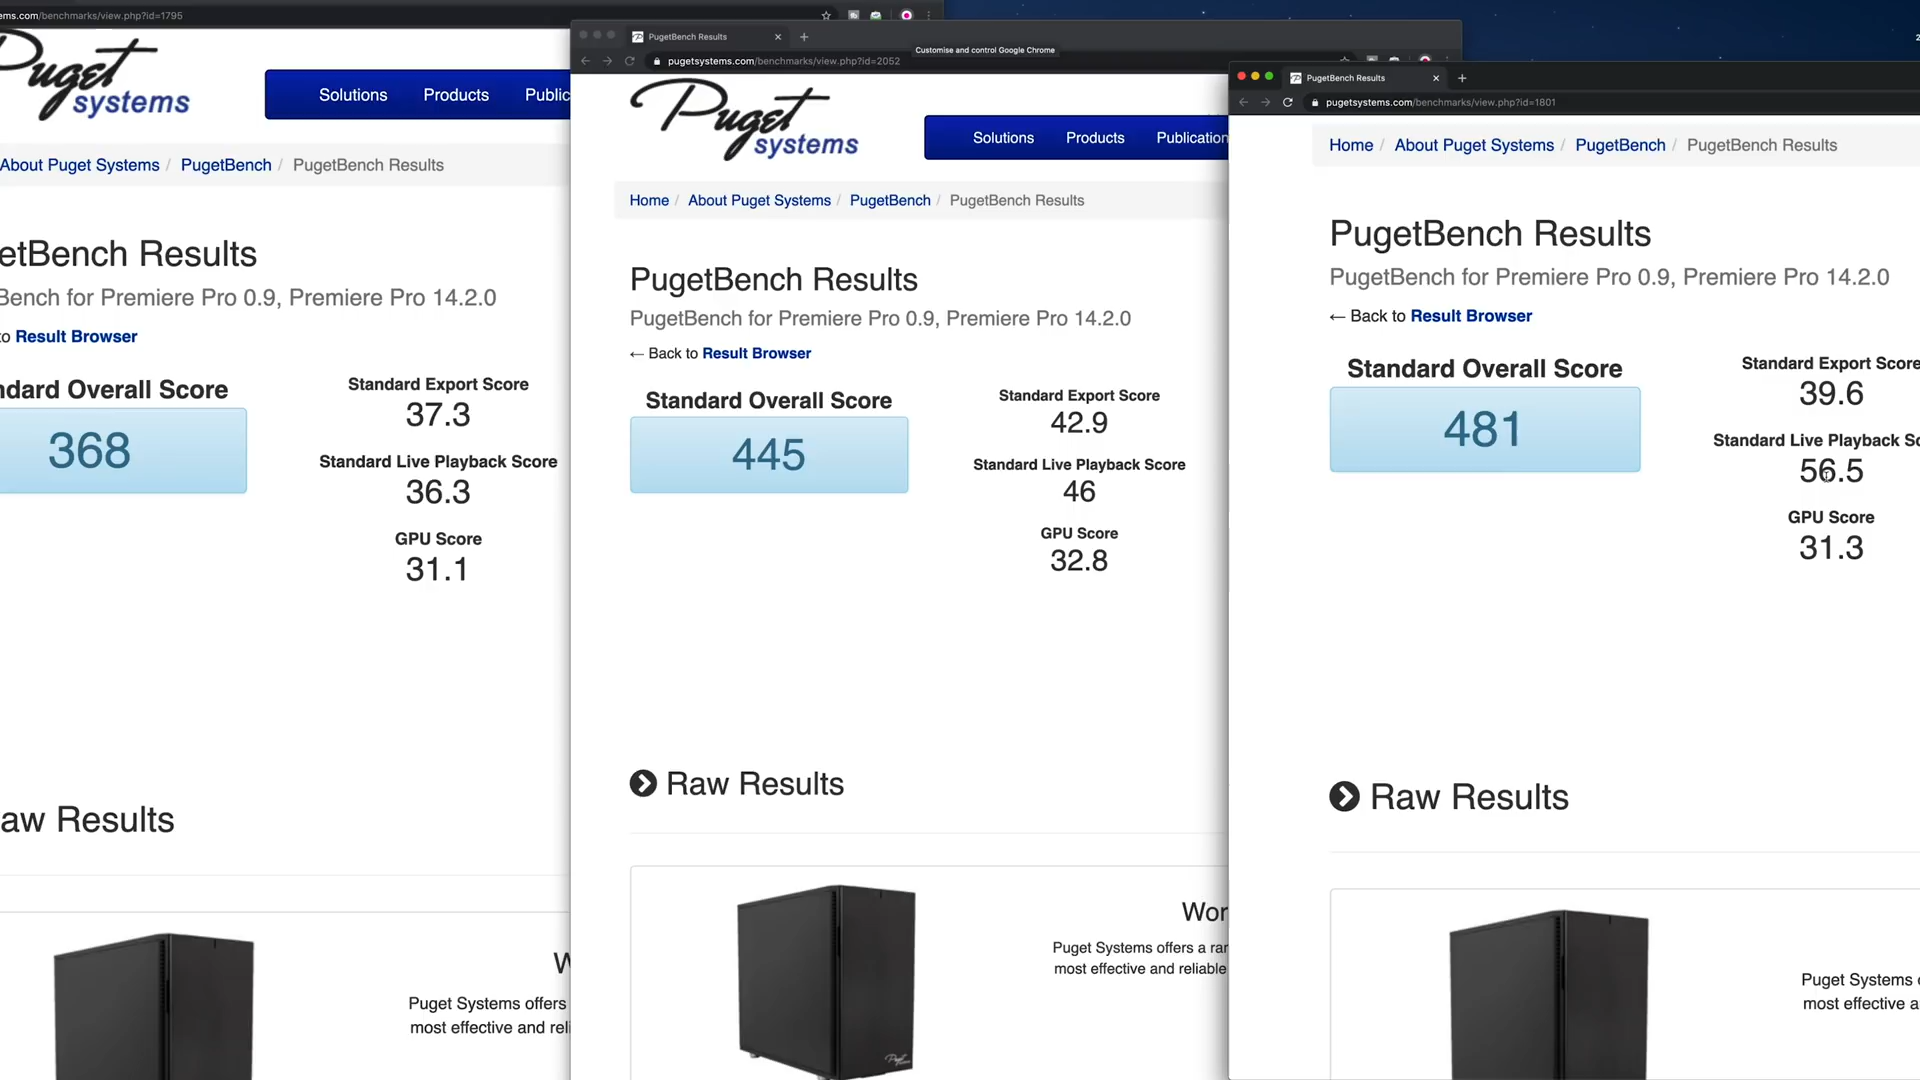 ems.com/benchmarks/view.php?id=1795
Puget
systems
Solutions Products Public
About Puget Systems / PugetBench / PugetBench Results
etBench Results
Bench for Premiere Pro 0.9, Premiere Pro 14.2.0
o Result Browser
ndard Overall Score
368
Standard Export Score
37.3
Standard Live Playback Score
36.3
GPU Score
31.1
aw Results
W
Puget Systems offers
most effective and reli
PugetBench Results
Customise and control Google Chrome
pugetsystems.com/benchmarks/view.php?id=2052
Puget
systems
Solutions Products Publication
Home / About Puget Systems / PugetBench / PugetBench Results
PugetBench Results
PugetBench for Premiere Pro 0.9, Premiere Pro 14.2.0
← Back to Result Browser
Standard Overall Score
445
Standard Export Score
42.9
Standard Live Playback Score
46
GPU Score
32.8
Raw Results
Wor
Puget Systems offers a rar
most effective and reliable
Puget
PugetBench Results
pugetsystems.com/benchmarks/view.php?id=1801
Home / About Puget Systems / PugetBench / PugetBench Results
PugetBench Results
PugetBench for Premiere Pro 0.9, Premiere Pro 14.2.0
← Back to Result Browser
Standard Overall Score
481
Standard Export Score
39.6
Standard Live Playback Sc
56.5
GPU Score
31.3
Raw Results
Puget Systems
most effective a